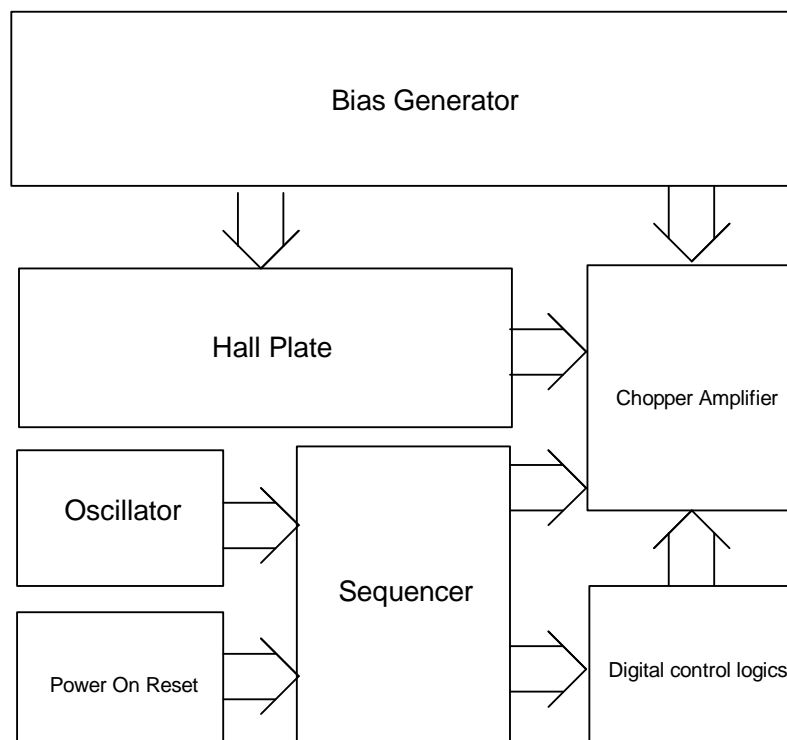 Bias Generator
Hall Plate
Chopper Amplifier
Oscillator
Sequencer
Power On Reset
Digital control logics